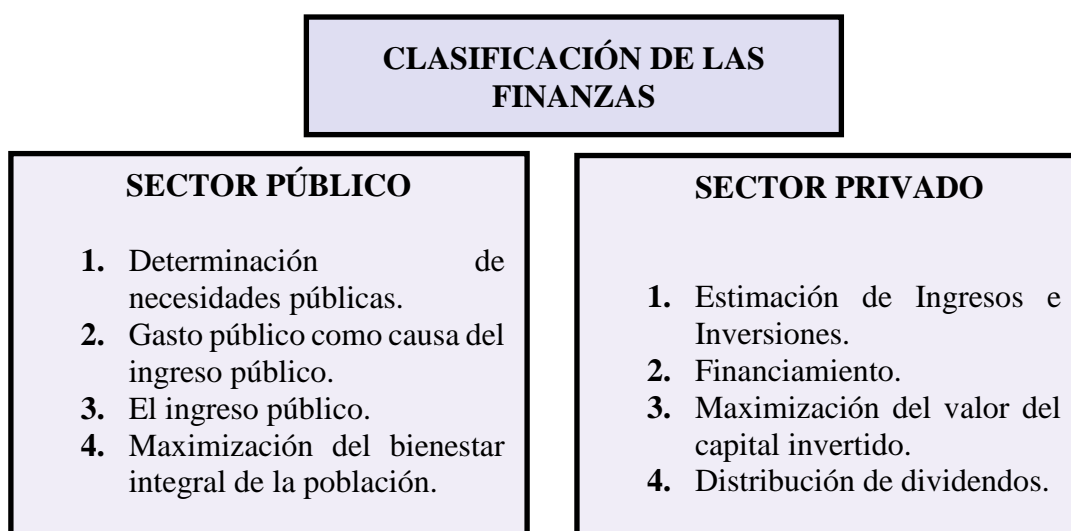 CLASIFICACIÓN DE LAS
FINANZAS
SECTOR PÚBLICO
1. Determinación de
necesidades públicas.
2. Gasto público como causa del
ingreso público.
3. El ingreso público.
4. Maximización del bienestar
integral de la población.
SECTOR PRIVADO
1. Estimación de Ingresos e
Inversiones.
2. Financiamiento.
3. Maximización del valor del
capital invertido.
4. Distribución de dividendos.